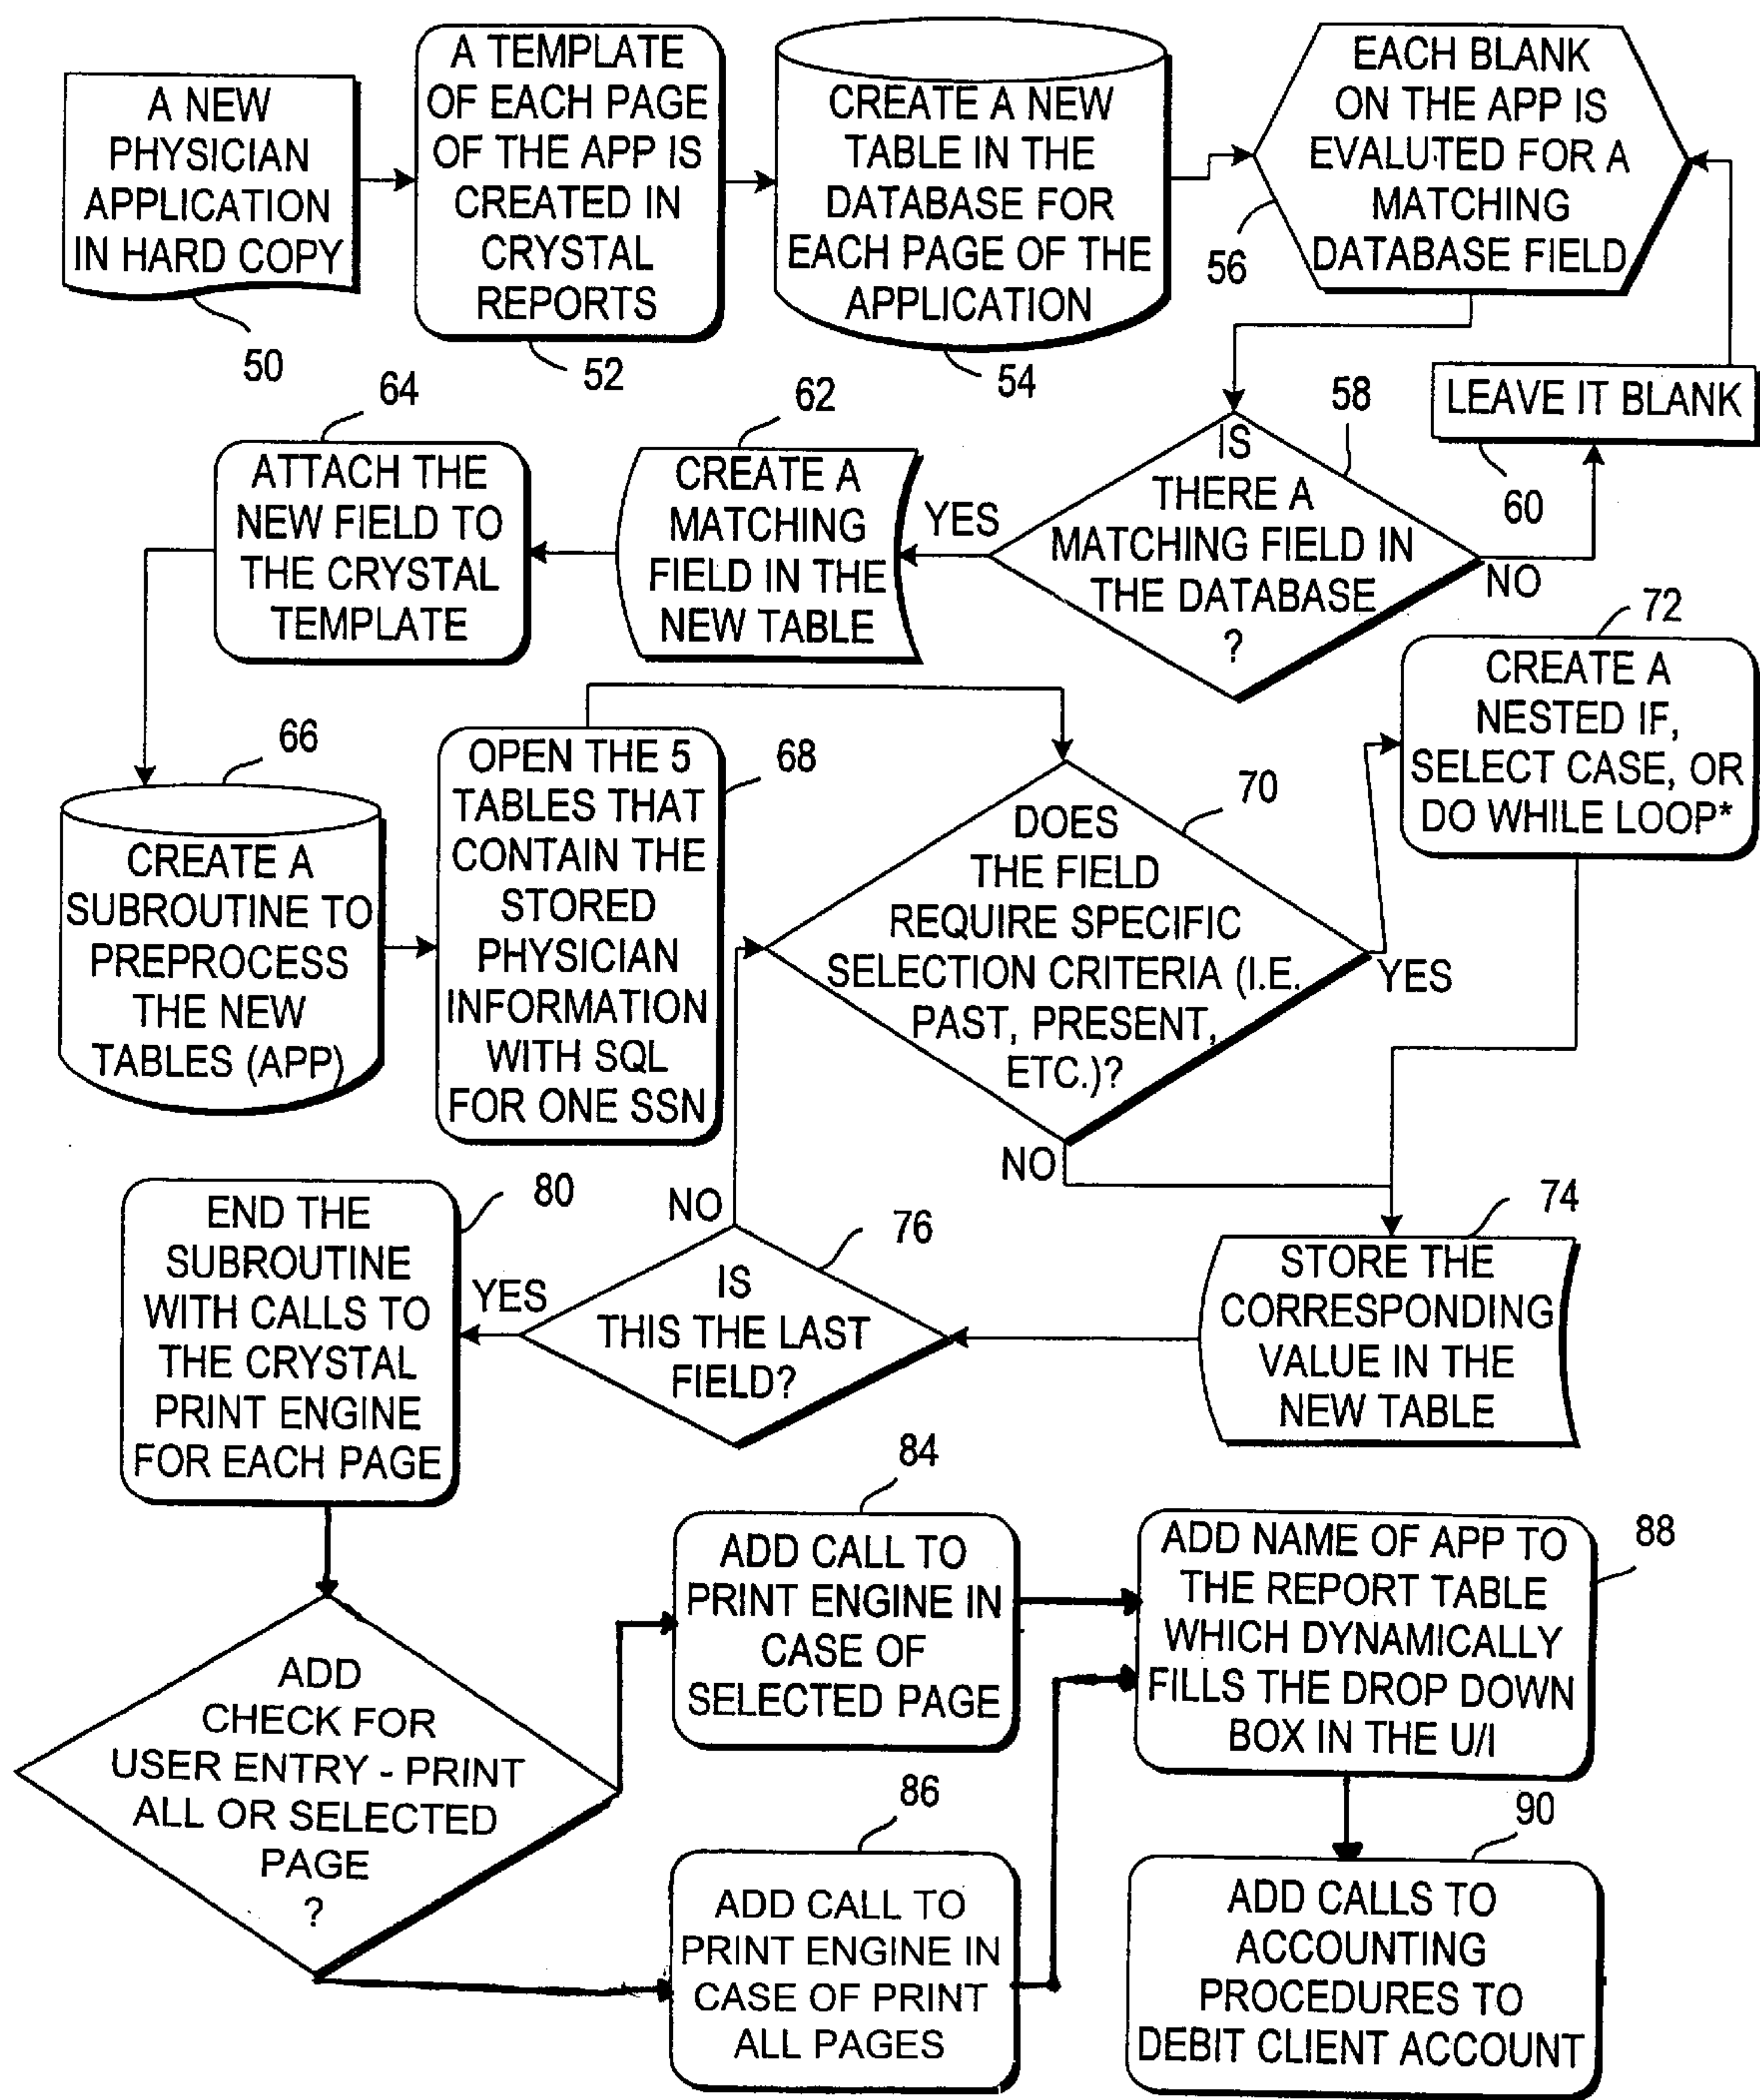 A NEW
PHYSICIAN
APPLICATION
IN HARD COPY
50
A TEMPLATE
OF EACH PAGE
OF THE APP IS
CREATED IN
CRYSTAL
REPORTS
52
CREATE A NEW
TABLE IN THE
DATABASE FOR
EACH PAGE OF THE
APPLICATION
54
EACH BLANK
ON THE APP IS
EVALUTED FOR A
MATCHING
DATABASE FIELD
56
IS
THERE A
MATCHING FIELD IN
THE DATABASE
?
58
YES
NO
LEAVE IT BLANK
60
CREATE A
MATCHING
FIELD IN THE
NEW TABLE
62
ATTACH THE
NEW FIELD TO
THE CRYSTAL
TEMPLATE
64
CREATE A
SUBROUTINE TO
PREPROCESS
THE NEW
TABLES (APP)
66
OPEN THE 5
TABLES THAT
CONTAIN THE
STORED
PHYSICIAN
INFORMATION
WITH SQL
FOR ONE SSN
68
DOES
THE FIELD
REQUIRE SPECIFIC
SELECTION CRITERIA (I.E.
PAST, PRESENT,
ETC.)?
70
YES
NO
CREATE A
NESTED IF,
SELECT CASE, OR
DO WHILE LOOP*
72
STORE THE
CORRESPONDING
VALUE IN THE
NEW TABLE
74
IS
THIS THE LAST
FIELD?
76
NO
YES
END THE
SUBROUTINE
WITH CALLS TO
THE CRYSTAL
PRINT ENGINE
FOR EACH PAGE
80
ADD
CHECK FOR
USER ENTRY - PRINT
ALL OR SELECTED
PAGE
?
ADD CALL TO
PRINT ENGINE IN
CASE OF
SELECTED PAGE
84
ADD CALL TO
PRINT ENGINE IN
CASE OF PRINT
ALL PAGES
86
ADD NAME OF APP TO
THE REPORT TABLE
WHICH DYNAMICALLY
FILLS THE DROP DOWN
BOX IN THE U/I
88
ADD CALLS TO
ACCOUNTING
PROCEDURES TO
DEBIT CLIENT ACCOUNT
90